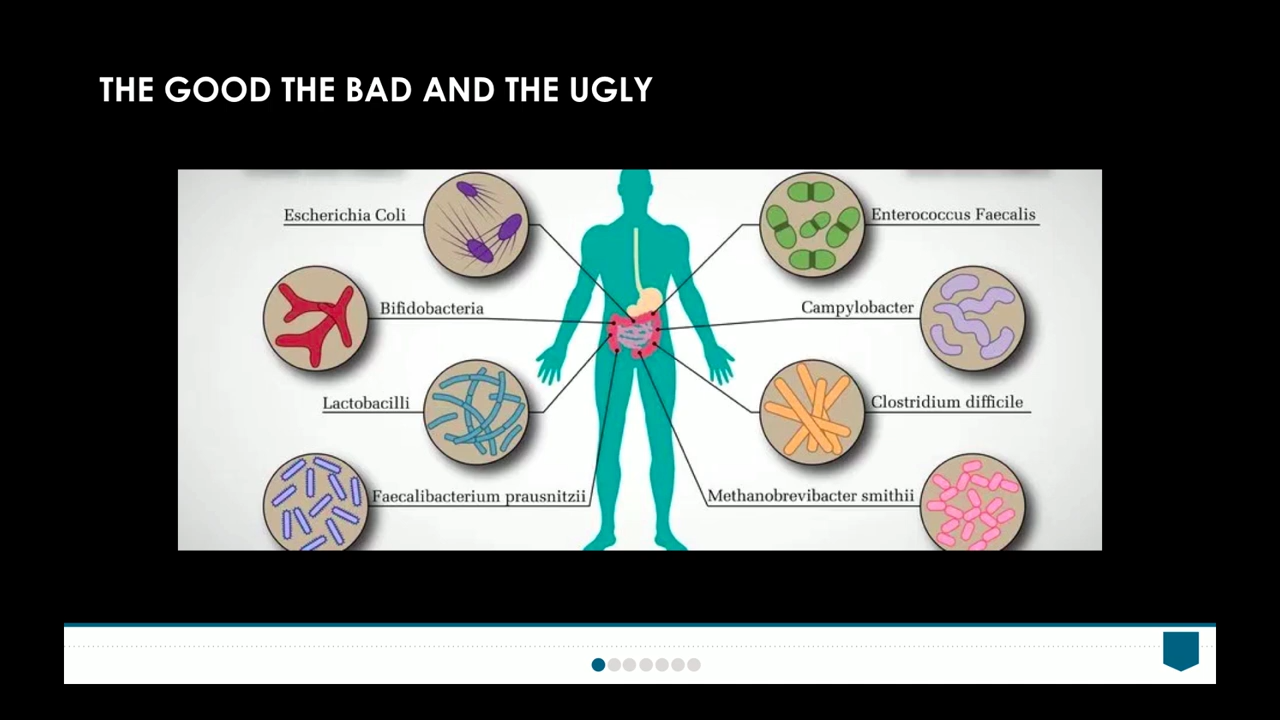 THE GOOD THE BAD AND THE UGLY
Escherichia Coli
Enterococcus Faecalis
Bifidobacteria
Campylobacter
Lactobacilli
Clostridium difficile
Faecalibacterium prausnitzii
Methanobrevibacter smithii